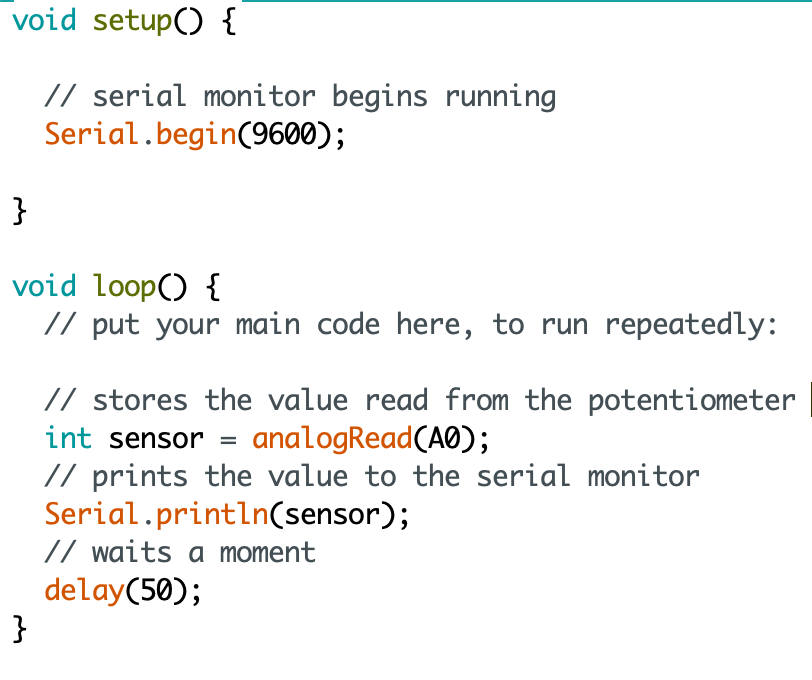 void setup() {
// serial monitor begins running
Serial.begin(9600);
}
void loop() {
// put your main code here, to run repeatedly:
// stores the value read from the potentiometer
int sensor = analogRead(A0);
// prints the value to the serial monitor
Serial.println(sensor);
// waits a moment
delay(50);
}